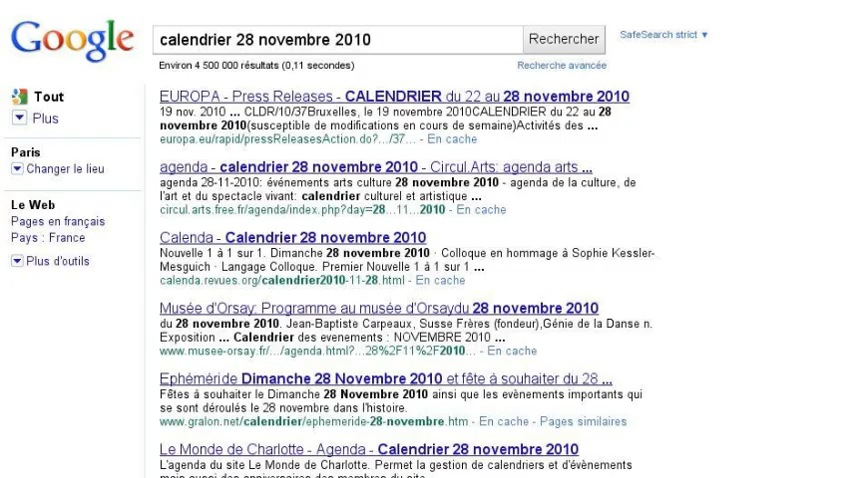 Google
calendrier 28 novembre 2010
Rechercher
SafeSearch strict ▼
Environ 4 500 000 résultats (0,11 secondes)
Recherche avancée
Tout
Plus
Paris
Changer le lieu
Le Web
Pages en français
Pays : France
Plus d'outils
EUROPA - Press Releases - CALENDRIER du 22 au 28 novembre 2010
19 nov. 2010 ... CLDR/10/37Bruxelles, le 19 novembre 2010CALENDRIER du 22 au 28
novembre 2010(susceptible de modifications en cours de semaine)Activités des ...
europa.eu/rapid/pressReleasesAction.do?.../37... - En cache
agenda - calendrier 28 novembre 2010 - Circul.Arts: agenda arts ...
agenda 28-11-2010: événements arts culture 28 novembre 2010 - agenda de la culture, de
l'art et du spectacle vivant: calendrier culturel et artistique ...
circul.arts.free.fr/agenda/index.php?day=28...11...2010 - En cache
Calenda - Calendrier 28 novembre 2010
Nouvelle 1 à 1 sur 1. Dimanche 28 novembre 2010 · Colloque en hommage à Sophie Kessler-
Mesguich · Langage Colloque. Premier Nouvelle 1 à 1 sur 1 ...
calenda.revues.org/calendrier2010-11-28.html - En cache
Musée d'Orsay: Programme au musée d'Orsaydu 28 novembre 2010
du 28 novembre 2010. Jean-Baptiste Carpeaux, Susse Frères (fondeur),Génie de la Danse n.
Exposition ... Calendrier des evenements : NOVEMBRE 2010 ...
www.musee-orsay.fr/.../agenda.html?...28%2F11%2F2010... - En cache
Ephéméride Dimanche 28 Novembre 2010 et fête à souhaiter du 28 ...
Fêtes à souhaiter le Dimanche 28 Novembre 2010 ainsi que les evènements importants qui
se sont déroulés le 28 novembre dans l'histoire.
www.gralon.net/calendrier/ephemeride-28-novembre.htm - En cache - Pages similaires
Le Monde de Charlotte - Agenda - Calendrier 28 novembre 2010
L'agenda du site Le Monde de Charlotte. Permet la gestion de calendriers et d'évènements
mais aussi des anniversaires des membres du site.